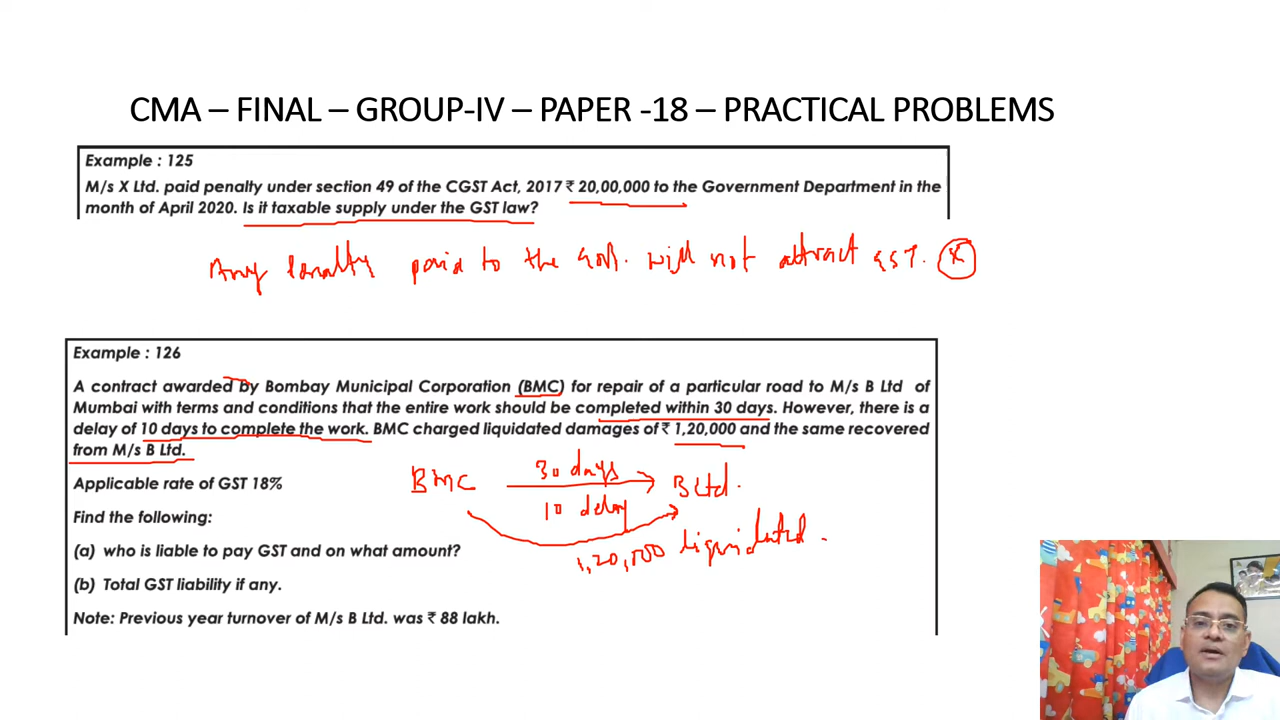 CMA – FINAL – GROUP-IV – PAPER -18 – PRACTICAL PROBLEMS
Example : 125
M/s X Ltd. paid penalty under section 49 of the CGST Act, 2017 ₹ 20,00,000 to the Government Department in the
month of April 2020. Is it taxable supply under the GST law?
Any penalty paid to the Govt. will not attract GST. X
Example : 126
A contract awarded by Bombay Municipal Corporation (BMC) for repair of a particular road to M/s B Ltd of
Mumbai with terms and conditions that the entire work should be completed within 30 days. However, there is a
delay of 10 days to complete the work. BMC charged liquidated damages of ₹ 1,20,000 and the same recovered
from M/s B Ltd.
BMC 30 days B Ltd.
Applicable rate of GST 18%
10 delay
Find the following:
1,20,000 liquidated.
(a) who is liable to pay GST and on what amount?
(b) Total GST liability if any.
Note: Previous year turnover of M/s B Ltd. was ₹ 88 lakh.